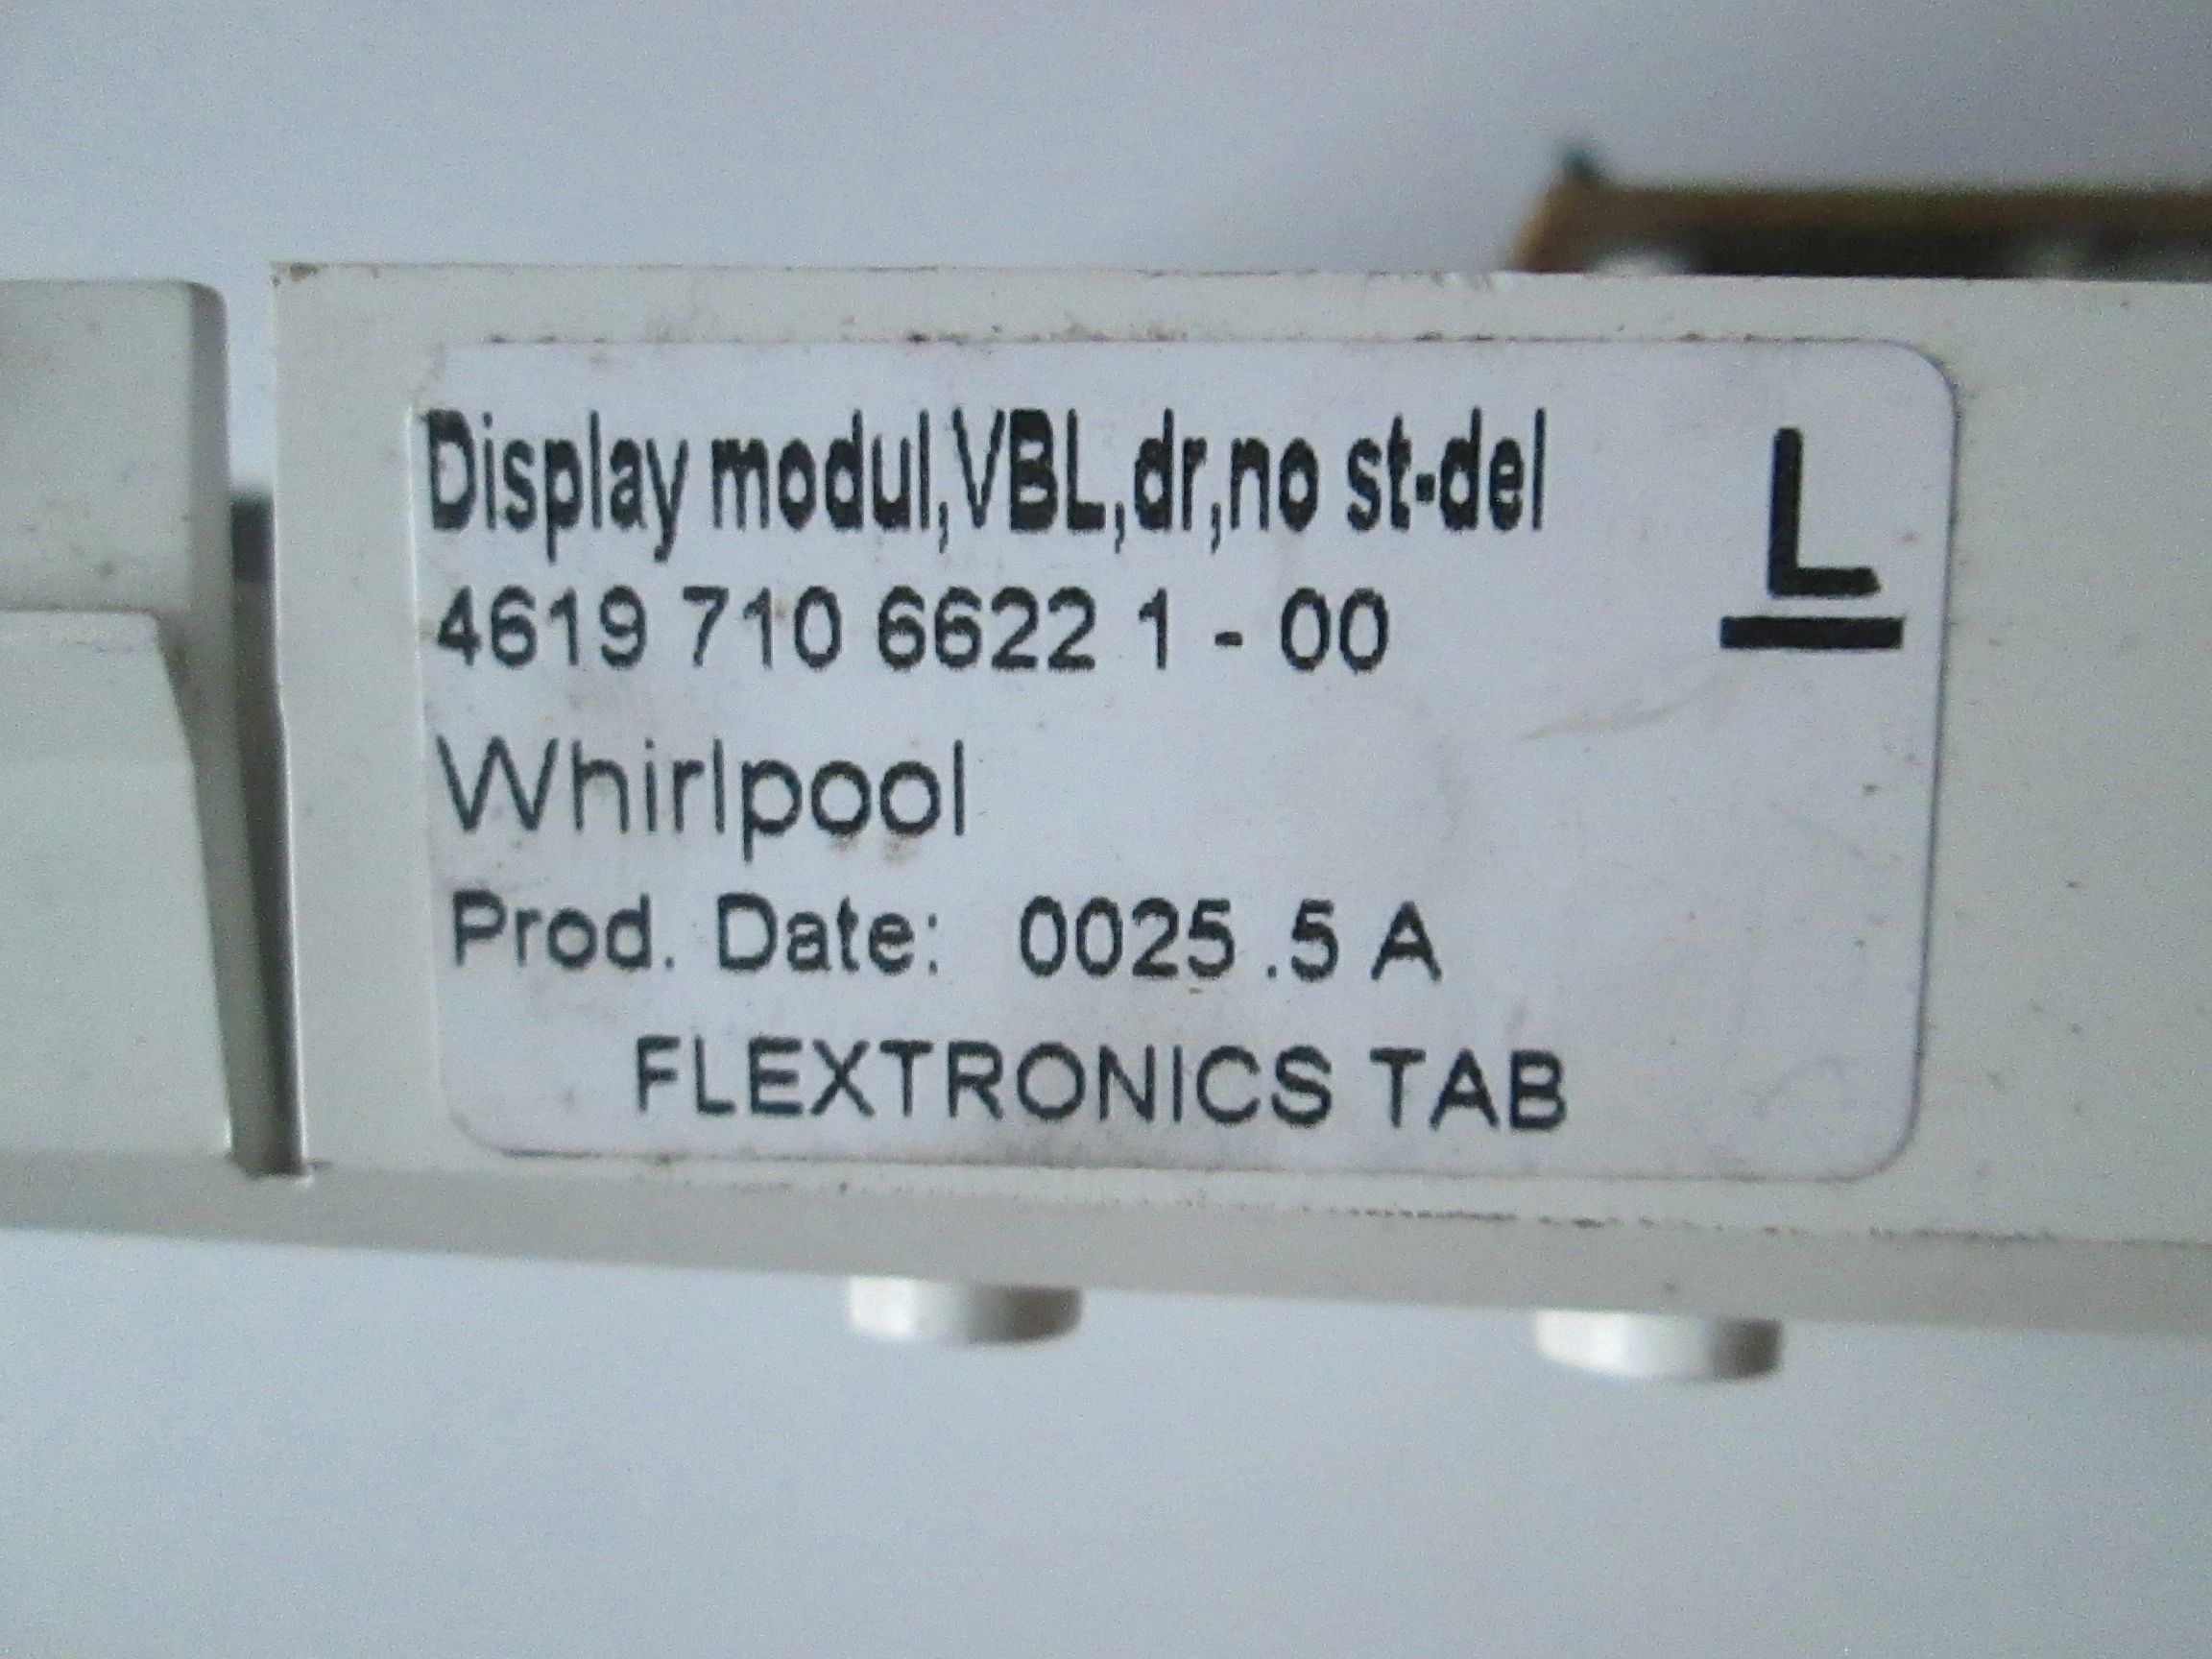 Display modul,VBL,dr,no st-del
L
4619 710 6622 1 - 00
Whirlpool
Prod. Date: 0025 .5 A
FLEXTRONICS TAB